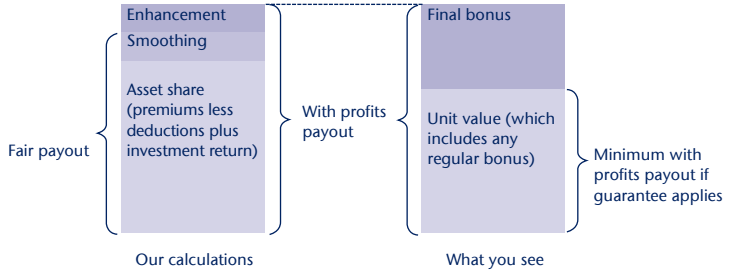 Enhancement
Smoothing
Asset share
(premiums less
deductions plus
investment return)
Fair payout
With profits
payout
Final bonus
Unit value (which
includes any
regular bonus)
Minimum with
profits payout if
guarantee applies
Our calculations
What you see